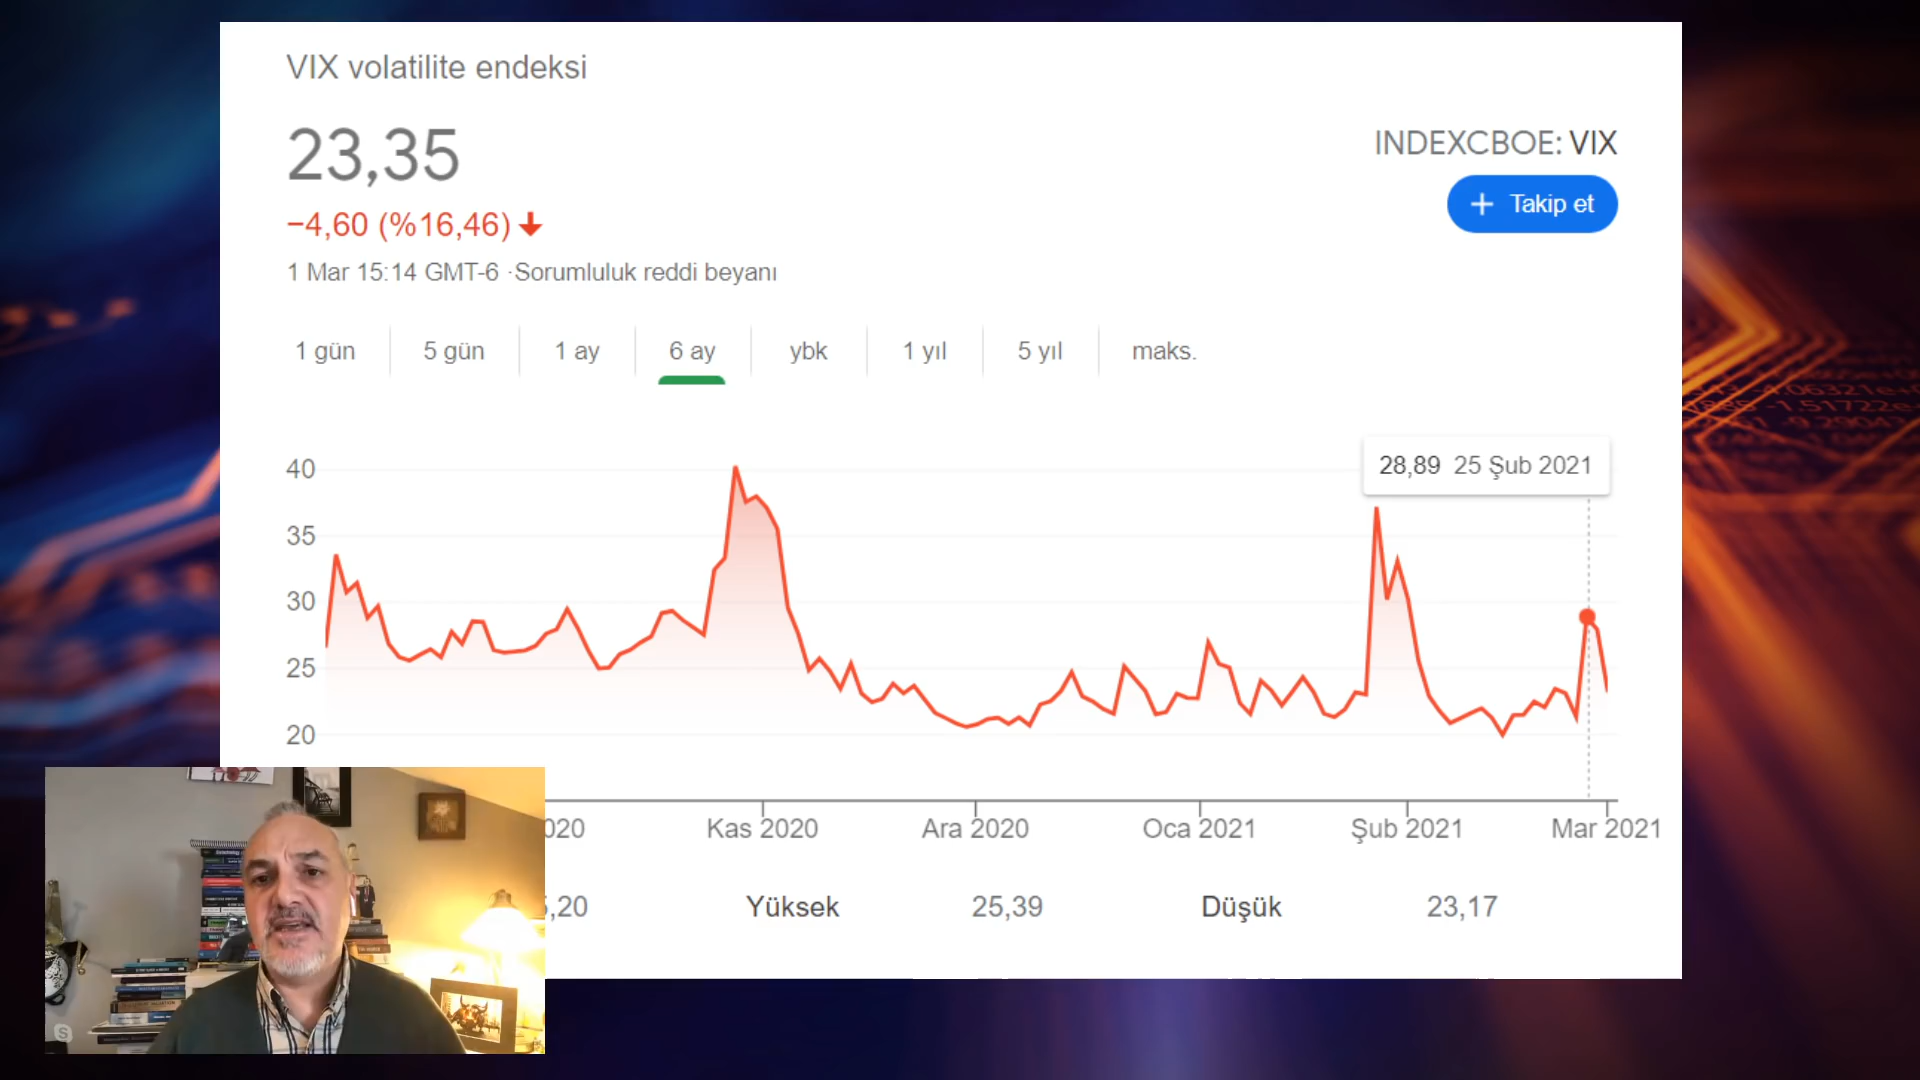 VIX volatilite endeksi
23,35
INDEXCBOE: VIX
+ Takip et
−4,60 (%16,46)
1 Mar 15:14 GMT-6 ·Sorumluluk reddi beyanı
1 gün 5 gün 1 ay 6 ay ybk 1 yıl 5 yıl maks.
28,89 25 Şub 2021
40
35
30
25
20
020 Kas 2020 Ara 2020 Oca 2021 Şub 2021 Mar 2021
,20 Yüksek 25,39 Düşük 23,17